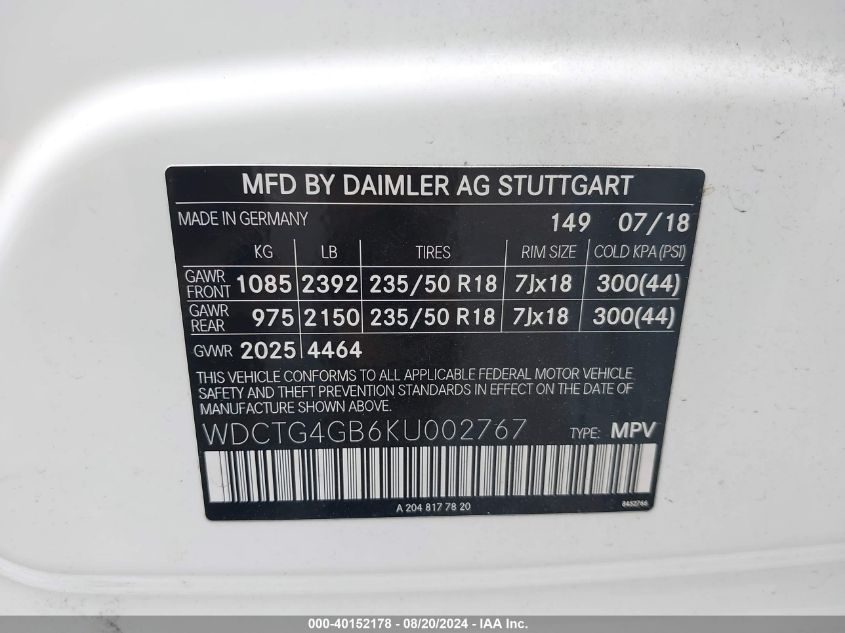 MFD BY DAIMLER AG STUTTGART
MADE IN GERMANY 149 07/18
KG LB TIRES RIM SIZE COLD KPA(PSI)
GAWR FRONT 1085 2392 235/50 R18 7Jx18 300(44)
GAWR REAR 975 2150 235/50 R18 7Jx18 300(44)
GVWR 2025 4464
THIS VEHICLE CONFORMS TO ALL APPLICABLE FEDERAL MOTOR VEHICLE
SAFETY AND THEFT PREVENTION STANDARDS IN EFFECT ON THE DATE OF
MANUFACTURE SHOWN ABOVE.
WDCTG4GB6KU002767 TYPE: MPV
A 204 817 78 20 8452766
000-40152178 - 08/20/2024 - IAA Inc.